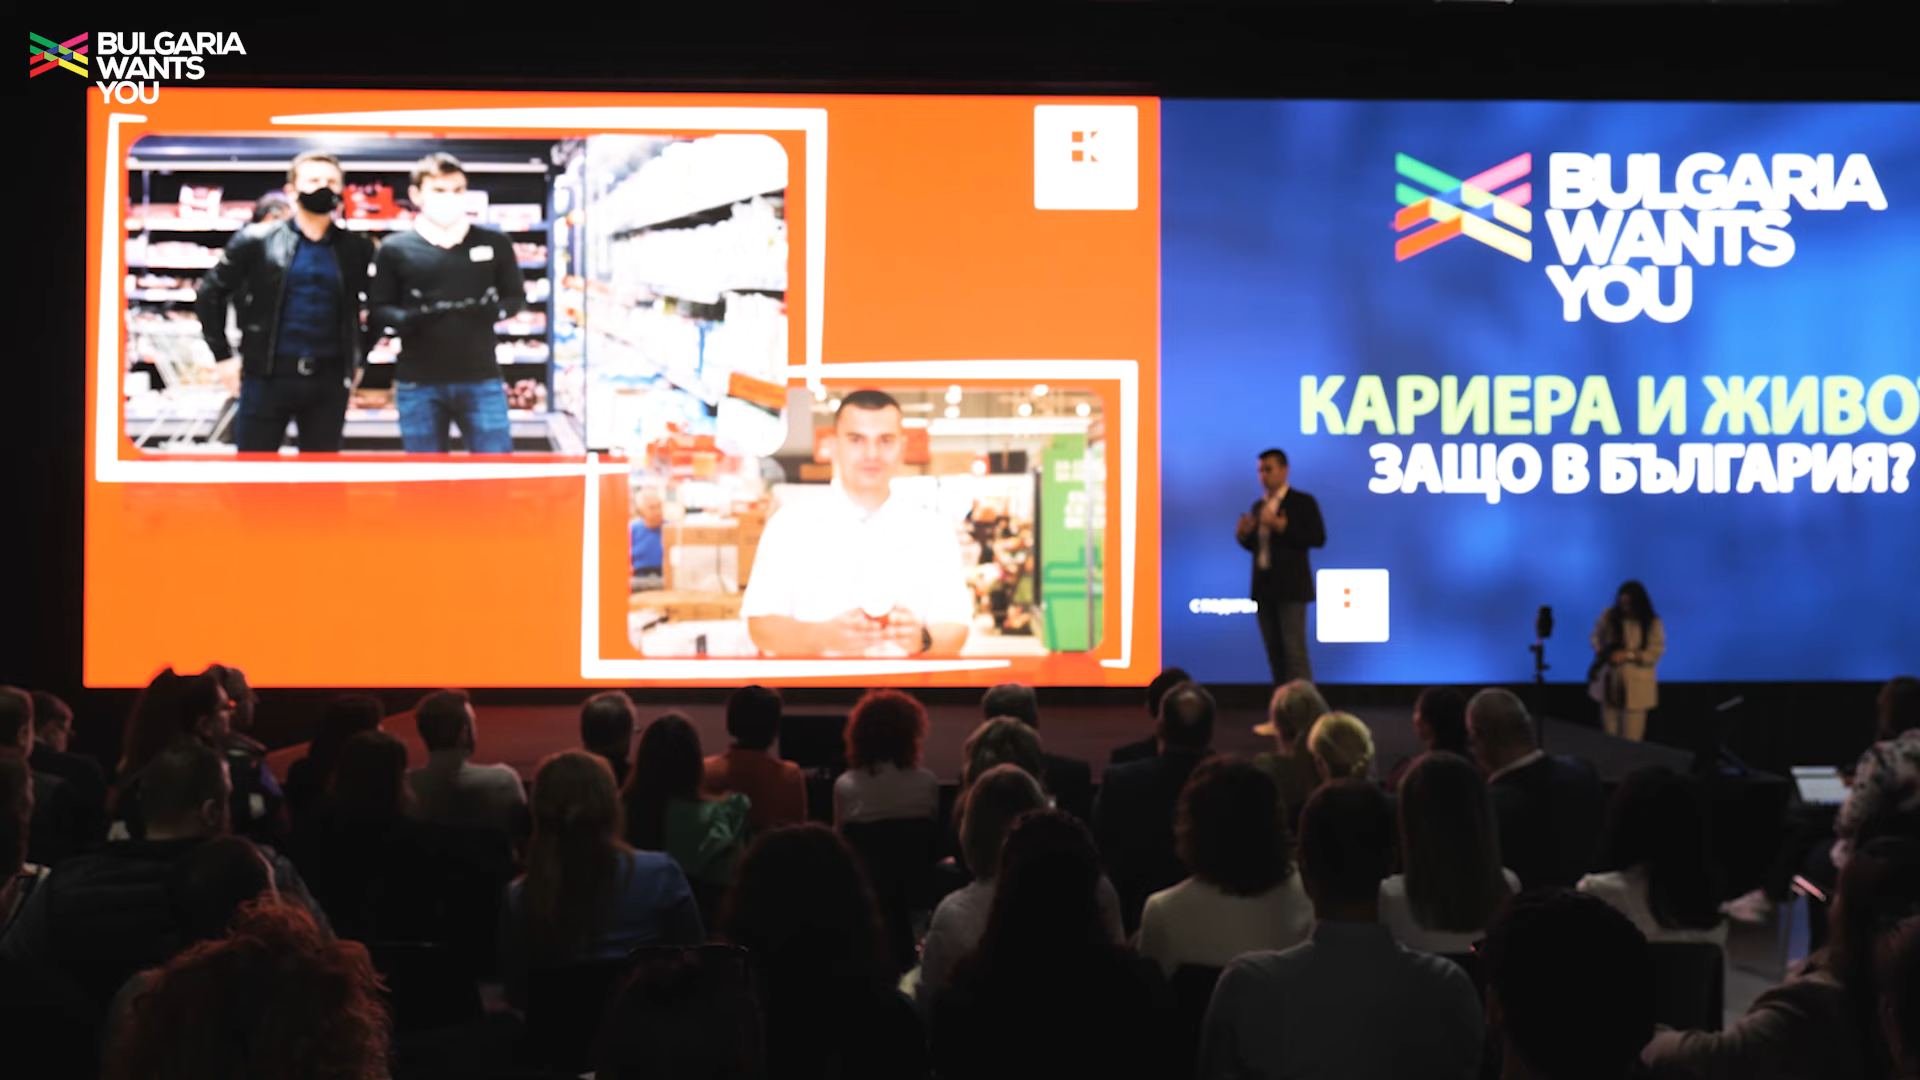 BULGARIA
WANTS
YOU
BULGARIA
WANTS
YOU
КАРИЕРА И ЖИВО
ЗАЩО В БЪЛГАРИЯ?